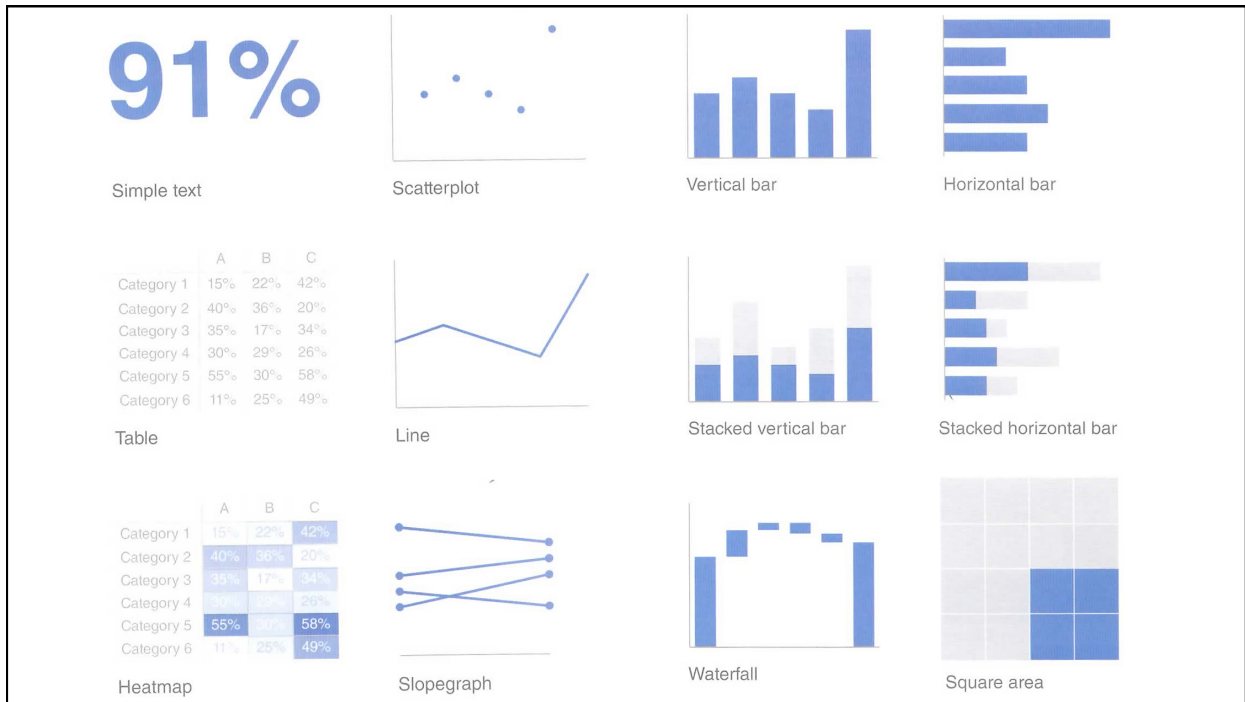 91%
Simple text
Scatterplot
Vertical bar
Horizontal bar
A B C
Category 1 15% 22% 42%
Category 2 40% 36% 20%
Category 3 35% 17% 34%
Category 4 30% 29% 26%
Category 5 55% 30% 58%
Category 6 11% 25% 49%
Table
Line
Stacked vertical bar
Stacked horizontal bar
A B C
Category 1 15% 22% 42%
Category 2 40% 36% 20%
Category 3 35% 17% 34%
Category 4 30% 29% 26%
Category 5 55% 30% 58%
Category 6 11% 25% 49%
Heatmap
Slopegraph
Waterfall
Square area